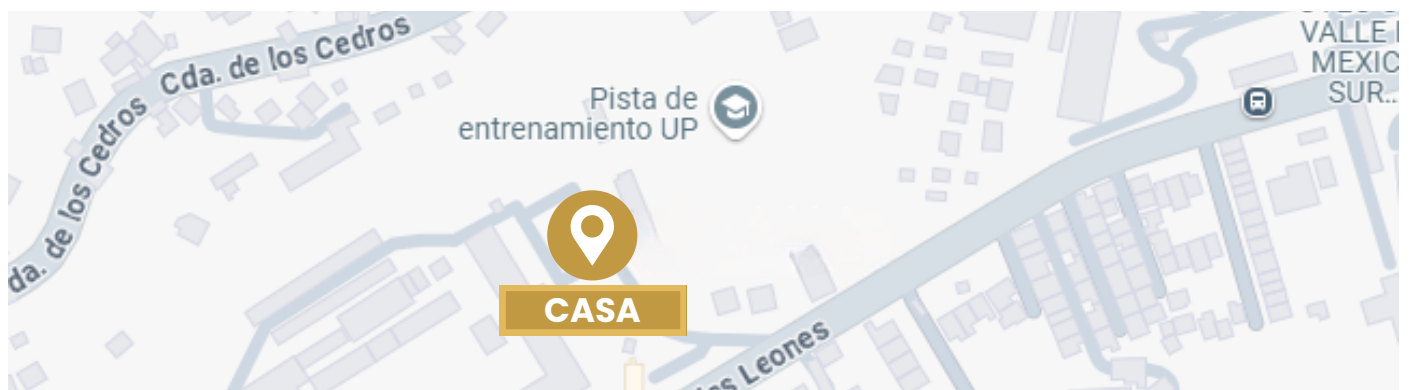 Cda. de los Cedros
VALLE
MEXIC
SUR...
Pista de
entrenamiento UP
da. de los Cedros
CASA
Leones